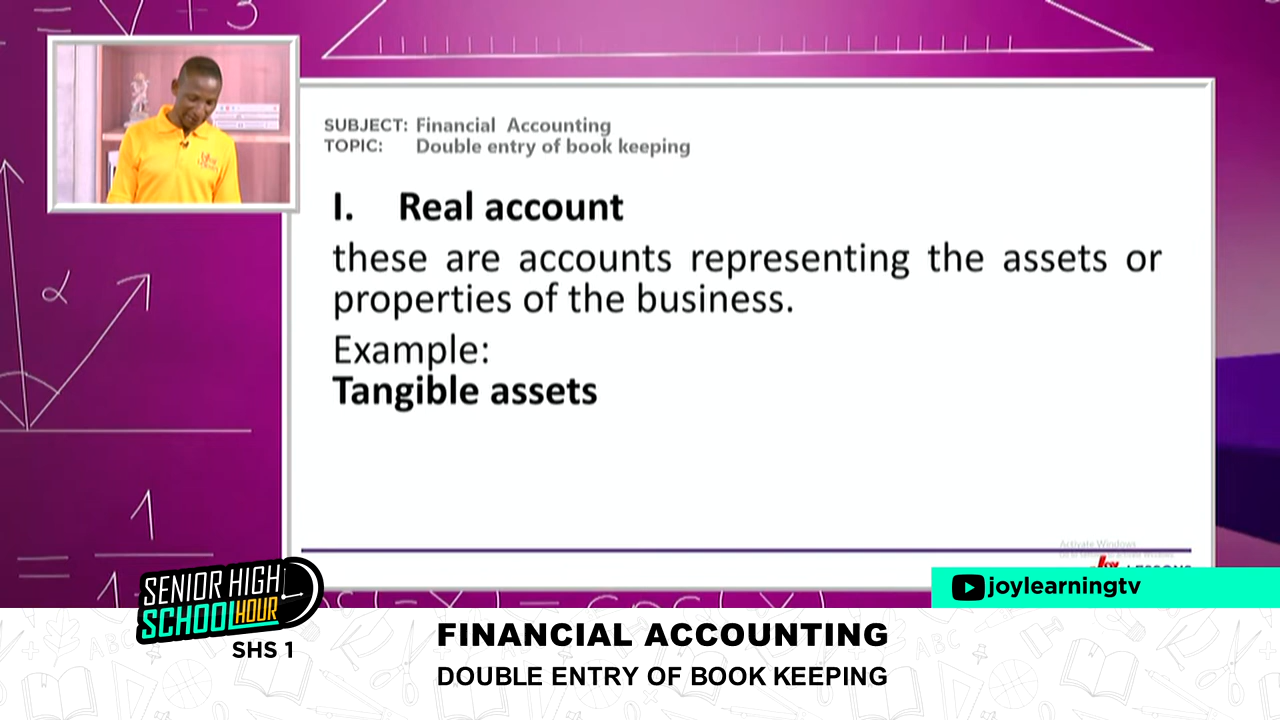 SUBJECT: Financial Accounting
TOPIC: Double entry of book keeping
I. Real account
these are accounts representing the assets or
properties of the business.
Example:
Tangible assets
Activate Windows
joylearningtv
SENIOR HIGH
SCHOOL HOUR
SHS 1
FINANCIAL ACCOUNTING
DOUBLE ENTRY OF BOOK KEEPING